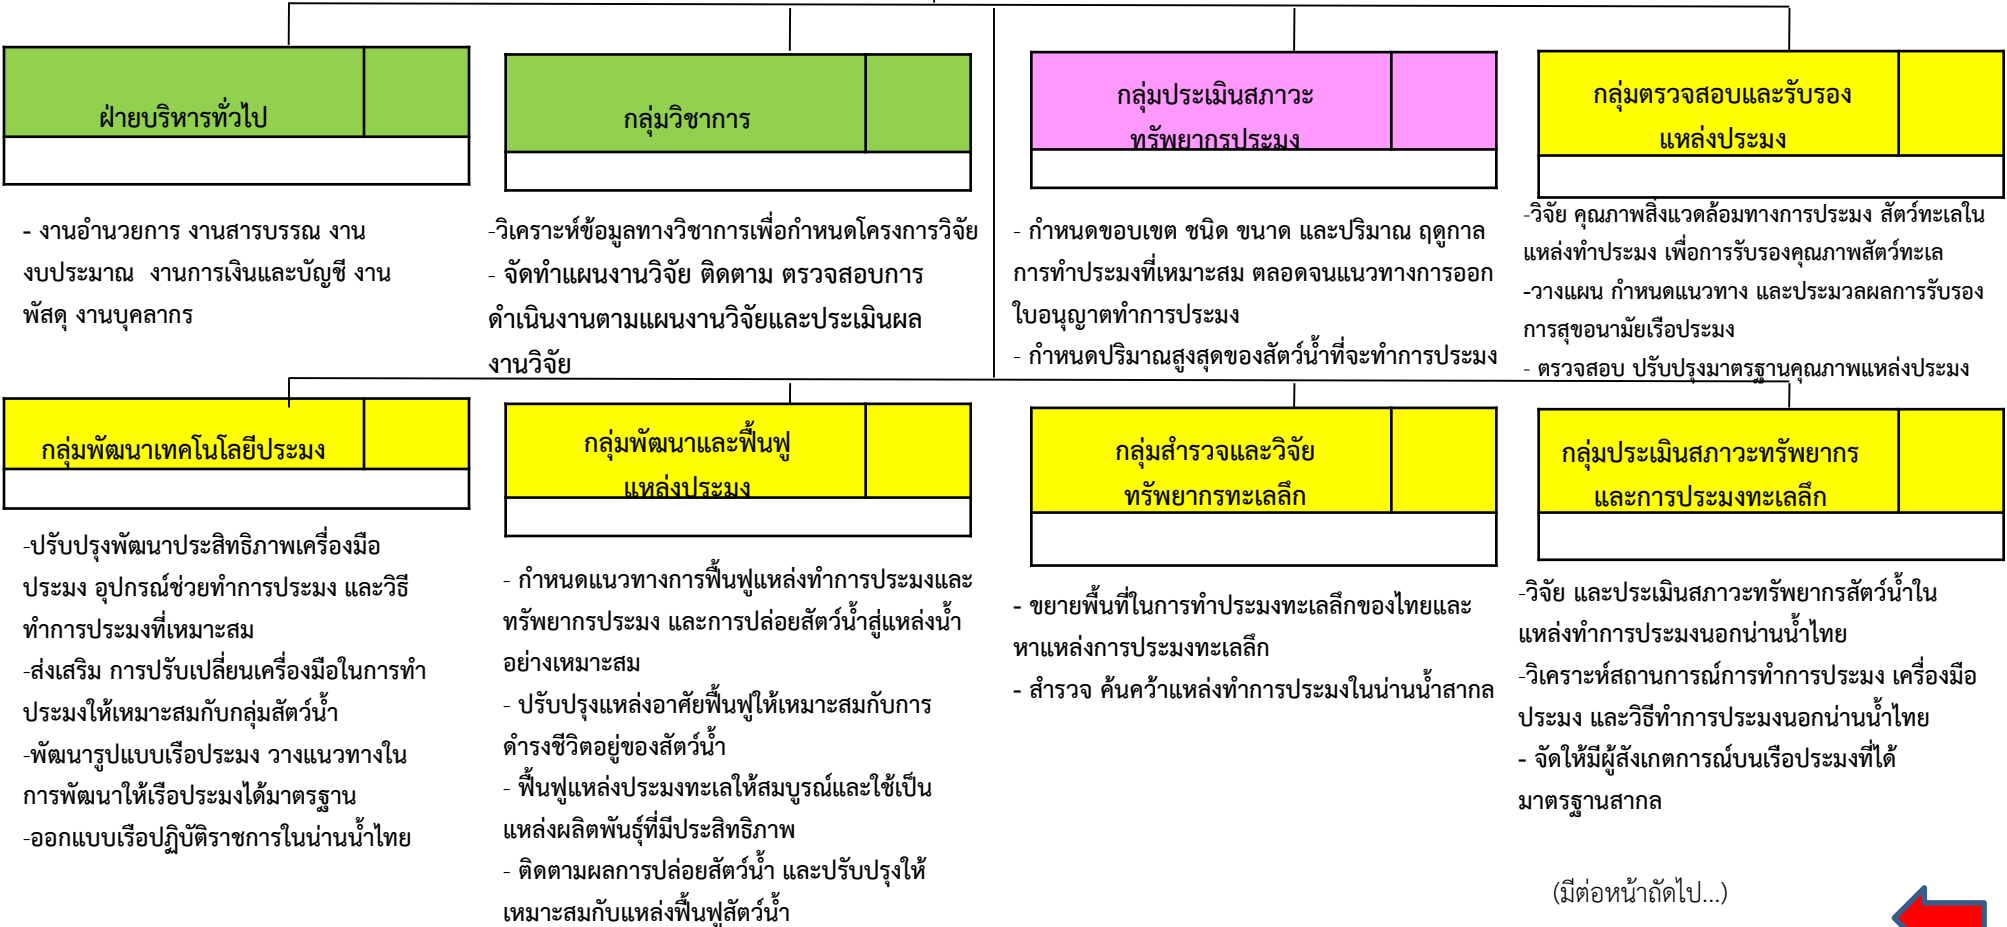 ฝ่ายบริหารทั่วไป
- งานอำนวยการ งานสารบรรณ งาน
งบประมาณ งานการเงินและบัญชี งาน
พัสดุ งานบุคลากร
กลุ่มวิชาการ
-วิเคราะห์ข้อมูลทางวิชาการเพื่อกำหนดโครงการวิจัย
- จัดทำแผนงานวิจัย ติดตาม ตรวจสอบการ
ดำเนินงานตามแผนงานวิจัยและประเมินผล
งานวิจัย
กลุ่มประเมินสภาวะ
ทรัพยากรประมง
- กำหนดขอบเขต ชนิด ขนาด และปริมาณ ฤดูกาล
การทำประมงที่เหมาะสม ตลอดจนแนวทางการออก
ใบอนุญาตทำการประมง
- กำหนดปริมาณสูงสุดของสัตว์น้ำที่จะทำการประมง
กลุ่มตรวจสอบและรับรอง
แหล่งประมง
-วิจัย คุณภาพสิ่งแวดล้อมทางการประมง สัตว์ทะเลใน
แหล่งทำประมง เพื่อการรับรองคุณภาพสัตว์ทะเล
-วางแผน กำหนดแนวทาง และประมวลผลการรับรอง
การสุขอนามัยเรือประมง
- ตรวจสอบ ปรับปรุงมาตรฐานคุณภาพแหล่งประมง
กลุ่มพัฒนาเทคโนโลยีประมง
-ปรับปรุงพัฒนาประสิทธิภาพเครื่องมือ
ประมง อุปกรณ์ช่วยทำการประมง และวิธี
ทำการประมงที่เหมาะสม
-ส่งเสริม การปรับเปลี่ยนเครื่องมือในการทำ
ประมงให้เหมาะสมกับกลุ่มสัตว์น้ำ
-พัฒนารูปแบบเรือประมง วางแนวทางใน
การพัฒนาให้เรือประมงได้มาตรฐาน
-ออกแบบเรือปฏิบัติราชการในน่านน้ำไทย
กลุ่มพัฒนาและฟื้นฟู
แหล่งประมง
- กำหนดแนวทางการฟื้นฟูแหล่งทำการประมงและ
ทรัพยากรประมง และการปล่อยสัตว์น้ำสู่แหล่งน้ำ
อย่างเหมาะสม
- ปรับปรุงแหล่งอาศัยฟื้นฟูให้เหมาะสมกับการ
ดำรงชีวิตอยู่ของสัตว์น้ำ
- ฟื้นฟูแหล่งประมงทะเลให้สมบูรณ์และใช้เป็น
แหล่งผลิตพันธุ์ที่มีประสิทธิภาพ
- ติดตามผลการปล่อยสัตว์น้ำ และปรับปรุงให้
เหมาะสมกับแหล่งฟื้นฟูสัตว์น้ำ
กลุ่มสำรวจและวิจัย
ทรัพยากรทะเลลึก
- ขยายพื้นที่ในการทำประมงทะเลลึกของไทยและ
หาแหล่งการประมงทะเลลึก
- สำรวจ ค้นคว้าแหล่งทำการประมงในน่านน้ำสากล
กลุ่มประเมินสภาวะทรัพยากร
และการประมงทะเลลึก
-วิจัย และประเมินสภาวะทรัพยากรสัตว์น้ำใน
แหล่งทำการประมงนอกน่านน้ำไทย
-วิเคราะห์สถานการณ์การทำการประมง เครื่องมือ
ประมง และวิธีทำการประมงนอกน่านน้ำไทย
- จัดให้มีผู้สังเกตการณ์บนเรือประมงที่ได้
มาตรฐานสากล
(มีต่อหน้าถัดไป...)